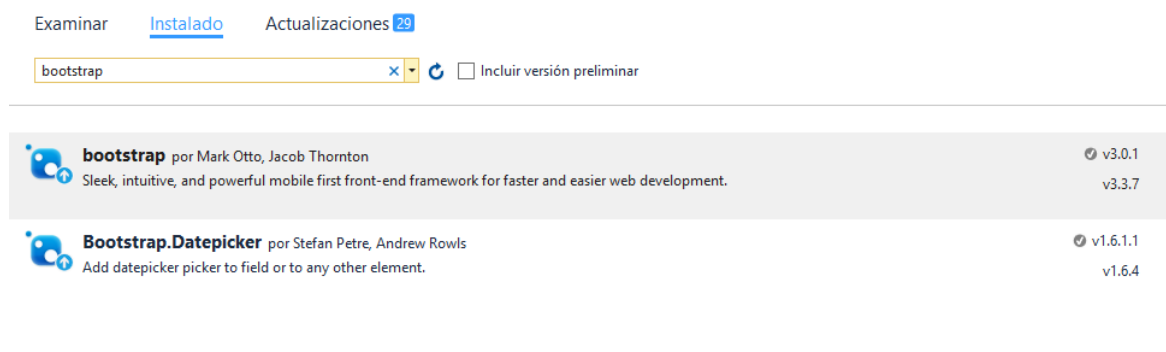 Examinar Instalado Actualizaciones 29
bootstrap Incluir versión preliminar
bootstrap por Mark Otto, Jacob Thornton v3.0.1
Sleek, intuitive, and powerful mobile first front-end framework for faster and easier web development. v3.3.7
Bootstrap.Datepicker por Stefan Petre, Andrew Rowls v1.6.1.1
Add datepicker picker to field or to any other element. v1.6.4